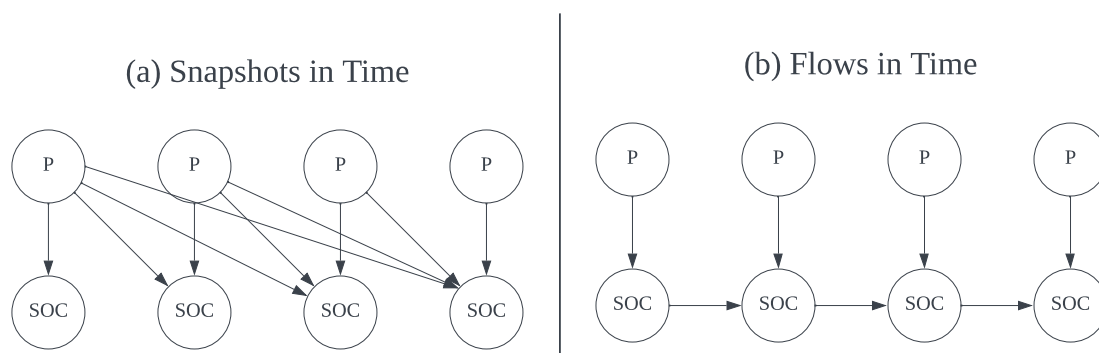 (a) Snapshots in Time
P P P P
SOC SOC SOC SOC
(b) Flows in Time
P P P P
SOC SOC SOC SOC